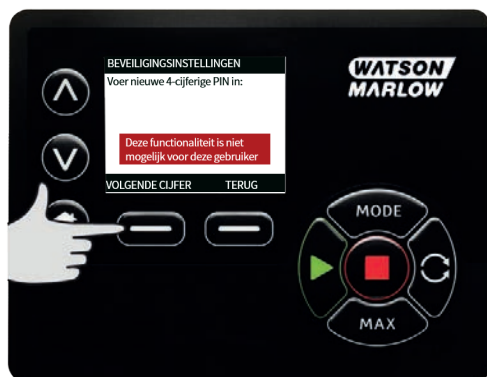 BEVEILIGINGSINSTELLINGEN
Voer nieuwe 4-cijferige PIN in:
Deze functionaliteit is niet
mogelijk voor deze gebruiker
VOLGENDE CIJFER TERUG
WATSON
MARLOW
MODE
MAX